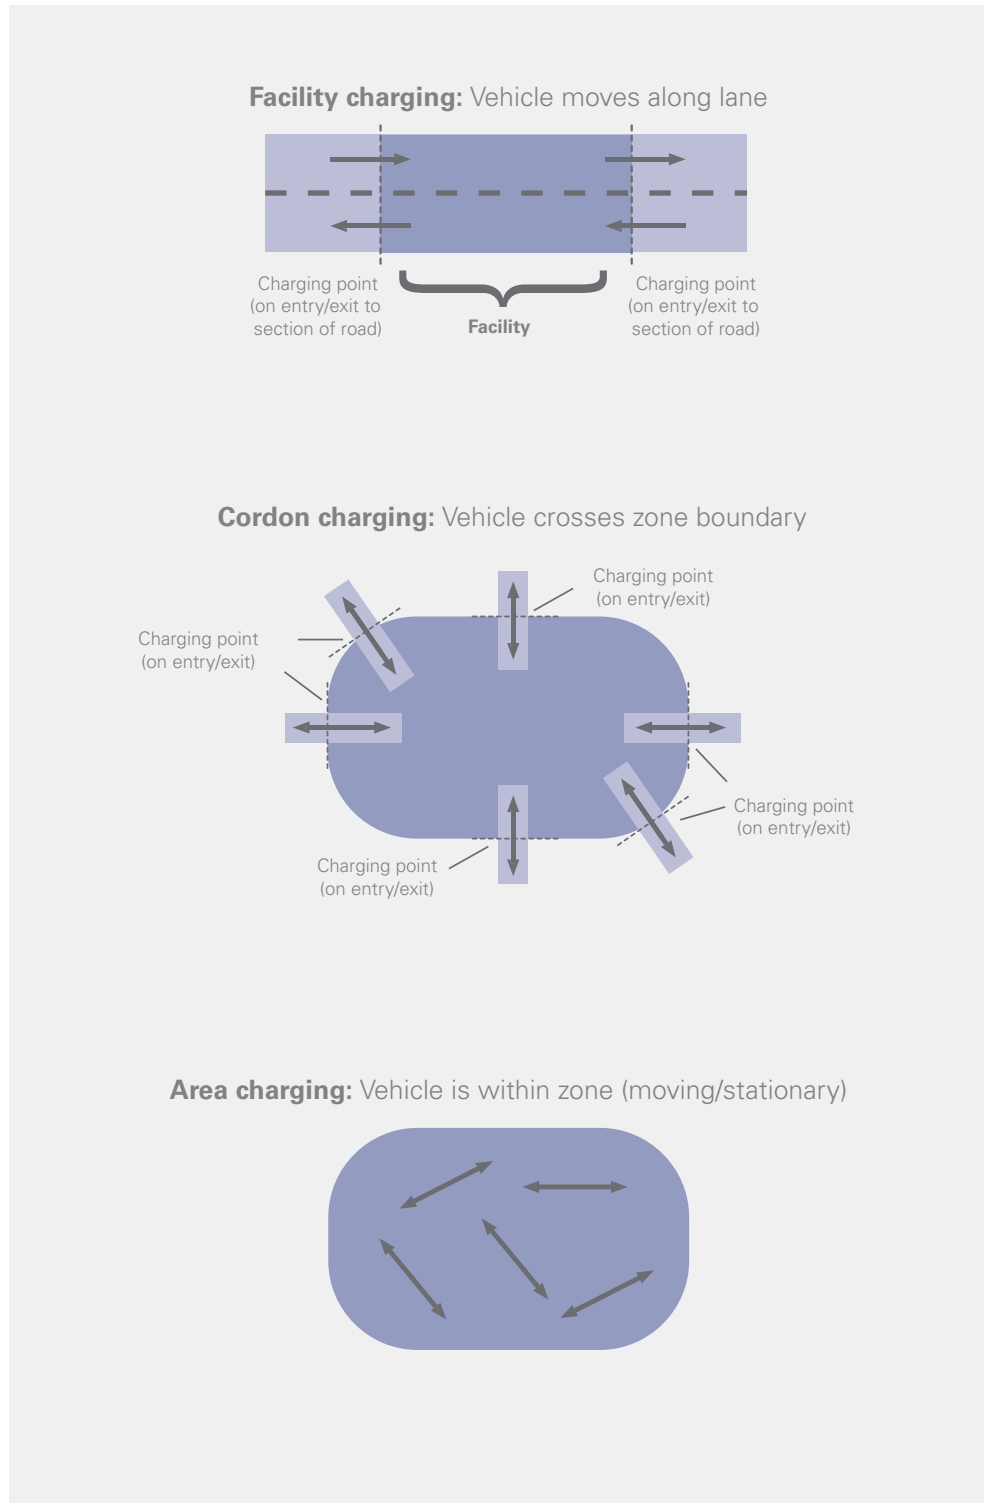 Facility charging: Vehicle moves along lane
Charging point
(on entry/exit to
section of road)
Facility
Charging point
(on entry/exit to
section of road)
Cordon charging: Vehicle crosses zone boundary
Charging point
(on entry/exit)
Charging point
(on entry/exit)
Charging point
(on entry/exit)
Charging point
(on entry/exit)
Area charging: Vehicle is within zone (moving/stationary)